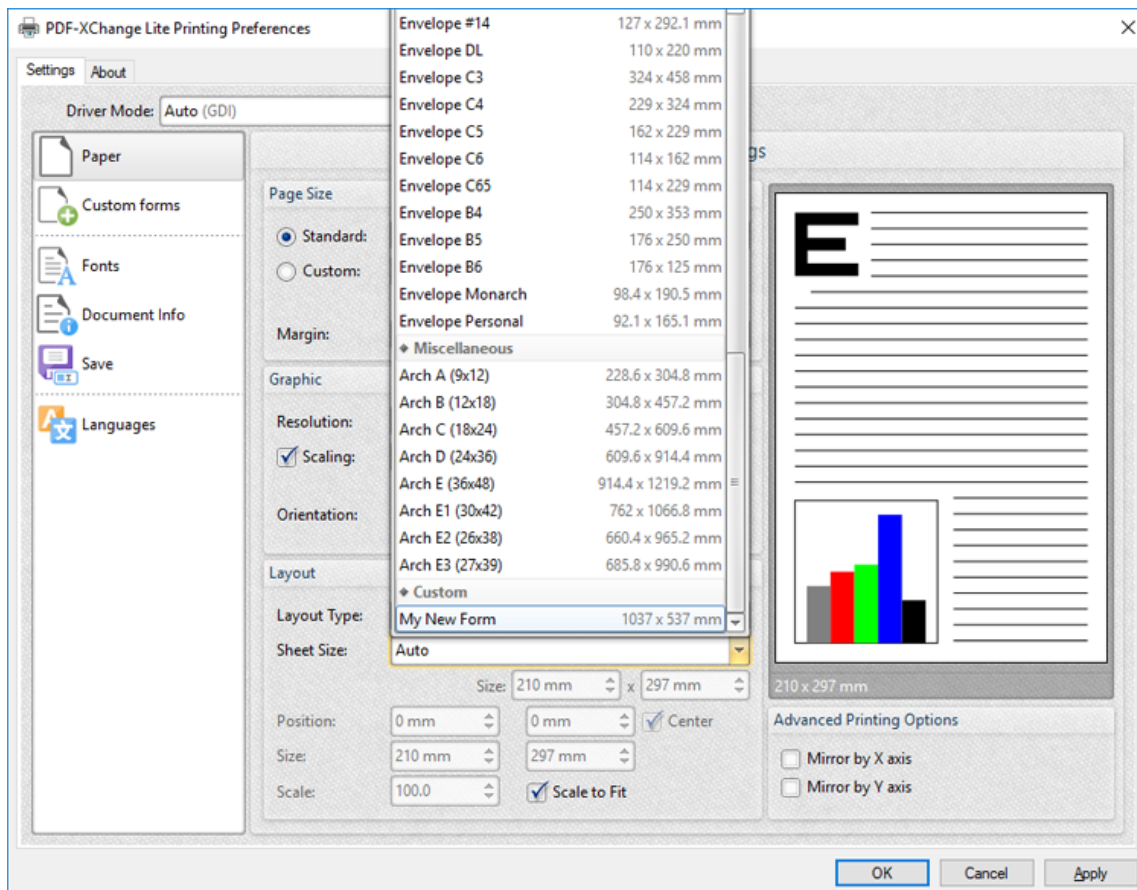 PDF-XChange Lite Printing Preferences
Settings
About
Driver Mode: Auto (GDI)
Paper
Custom forms
Fonts
Document Info
Save
Languages
Page Size
Standard:
Custom:
Margin:
Graphic
Resolution:
Scaling:
Orientation:
Layout
Layout Type:
Sheet Size: Auto
Envelope #14 127 x 292.1 mm
Envelope DL 110 x 220 mm
Envelope C3 324 x 458 mm
Envelope C4 229 x 324 mm
Envelope C5 162 x 229 mm
Envelope C6 114 x 162 mm
Envelope C65 114 x 229 mm
Envelope B4 250 x 353 mm
Envelope B5 176 x 250 mm
Envelope B6 176 x 125 mm
Envelope Monarch 98.4 x 190.5 mm
Envelope Personal 92.1 x 165.1 mm
Miscellaneous
Arch A (9x12) 228.6 x 304.8 mm
Arch B (12x18) 304.8 x 457.2 mm
Arch C (18x24) 457.2 x 609.6 mm
Arch D (24x36) 609.6 x 914.4 mm
Arch E (36x48) 914.4 x 1219.2 mm
Arch E1 (30x42) 762 x 1066.8 mm
Arch E2 (26x38) 660.4 x 965.2 mm
Arch E3 (27x39) 685.8 x 990.6 mm
Custom
My New Form 1037 x 537 mm
Size: 210 mm x 297 mm
Position: 0 mm 0 mm Center
Size: 210 mm 297 mm
Scale: 100.0 Scale to Fit
gs
E
210 x 297 mm
Advanced Printing Options
Mirror by X axis
Mirror by Y axis
OK
Cancel
Apply